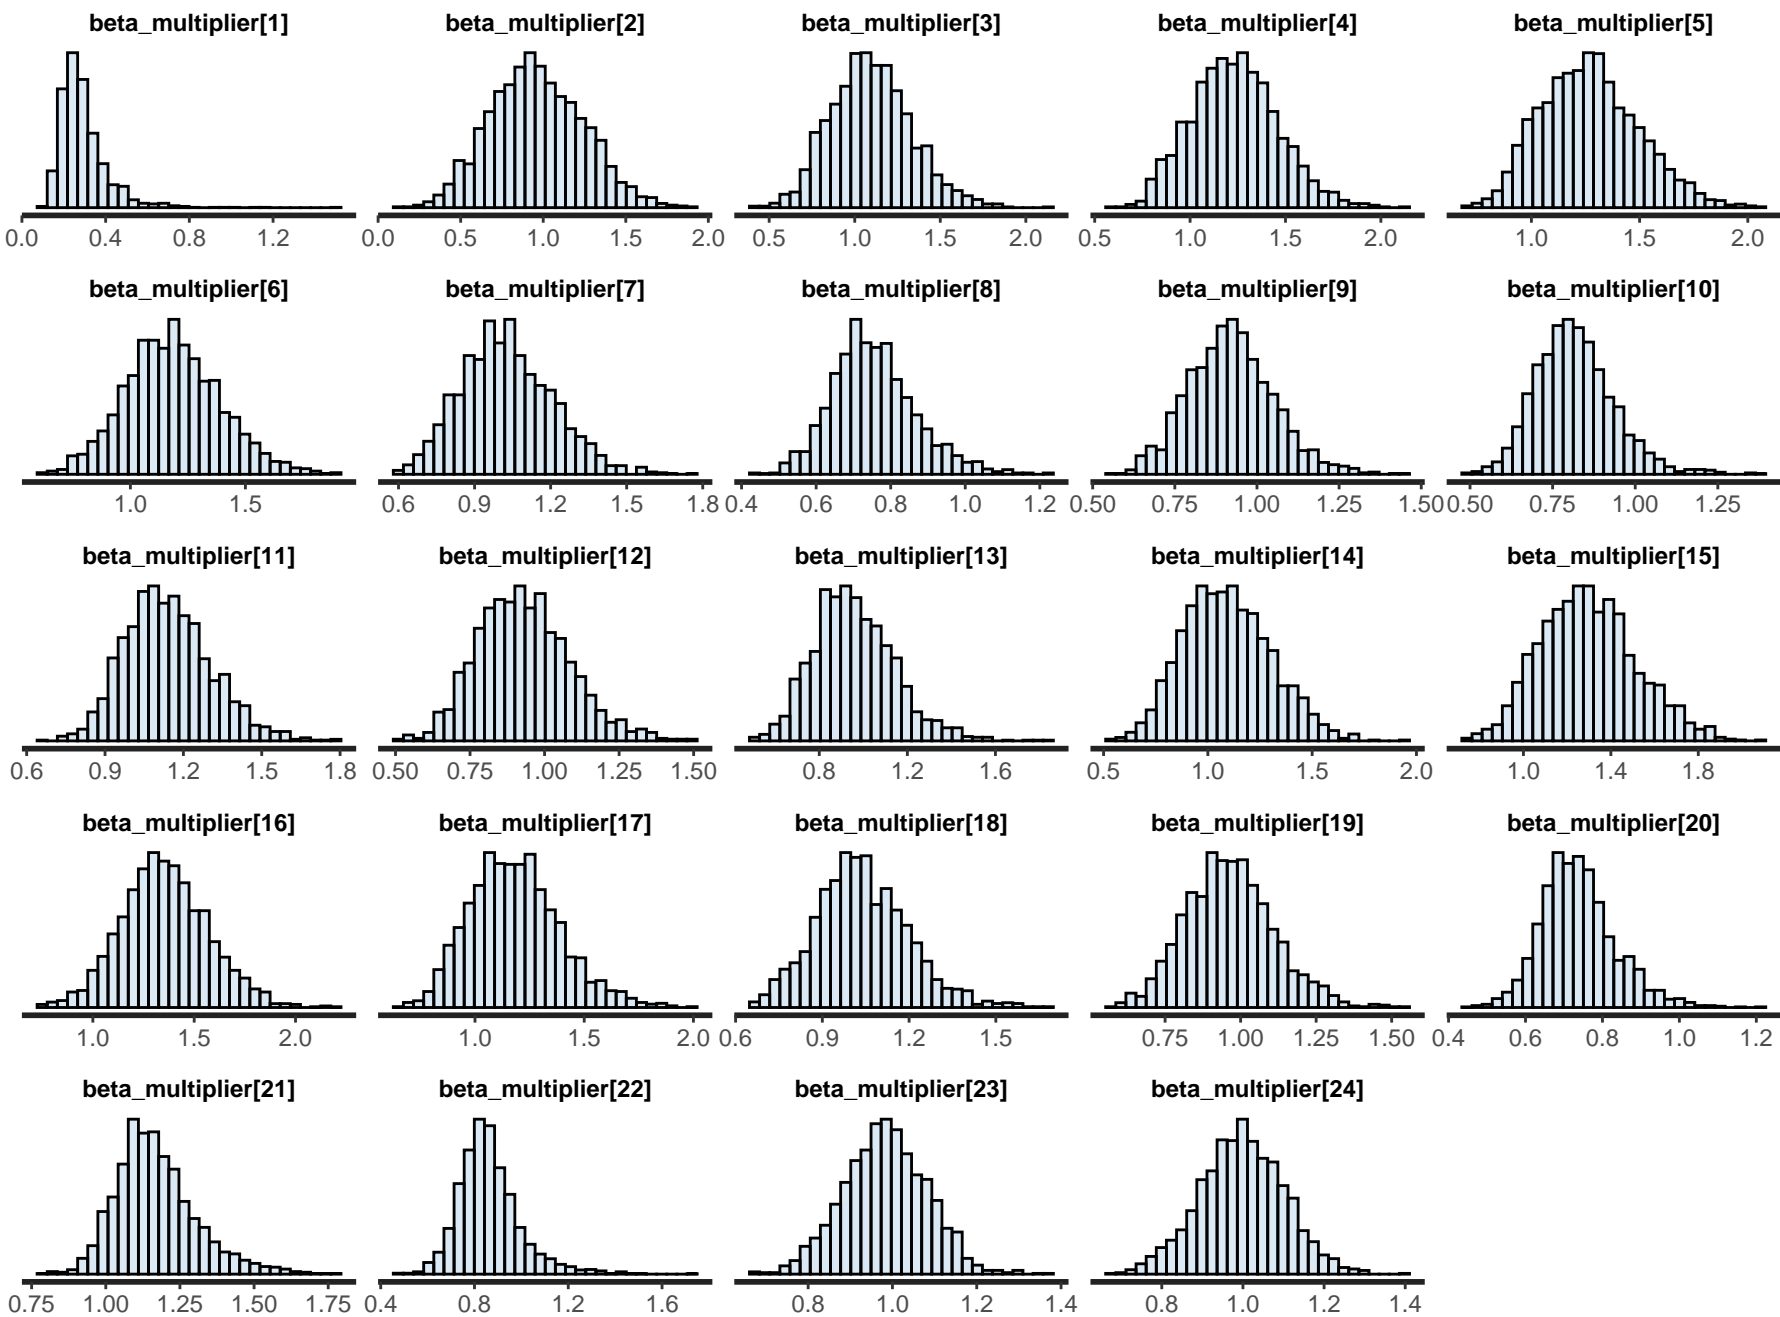 beta_multiplier[1] beta_multiplier[2] beta_multiplier[3] beta_multiplier[4] beta_multiplier[5]
0.0 0.4 0.8 1.2 0.0 0.5 1.0 1.5 2.0 0.5 1.0 1.5 2.0 0.5 1.0 1.5 2.0 1.0 1.5 2.0
beta_multiplier[6] beta_multiplier[7] beta_multiplier[8] beta_multiplier[9] beta_multiplier[10]
1.0 1.5 0.6 0.9 1.2 1.5 1.8 0.4 0.6 0.8 1.0 1.2 0.50 0.75 1.00 1.25 1.50 0.50 0.75 1.00 1.25
beta_multiplier[11] beta_multiplier[12] beta_multiplier[13] beta_multiplier[14] beta_multiplier[15]
0.6 0.9 1.2 1.5 1.8 0.50 0.75 1.00 1.25 1.50 0.8 1.2 1.6 0.5 1.0 1.5 2.0 1.0 1.4 1.8
beta_multiplier[16] beta_multiplier[17] beta_multiplier[18] beta_multiplier[19] beta_multiplier[20]
1.0 1.5 2.0 1.0 1.5 2.0 0.6 0.9 1.2 1.5 0.75 1.00 1.25 1.50 0.4 0.6 0.8 1.0 1.2
beta_multiplier[21] beta_multiplier[22] beta_multiplier[23] beta_multiplier[24]
0.75 1.00 1.25 1.50 1.75 0.4 0.8 1.2 1.6 0.8 1.0 1.2 1.4 0.8 1.0 1.2 1.4